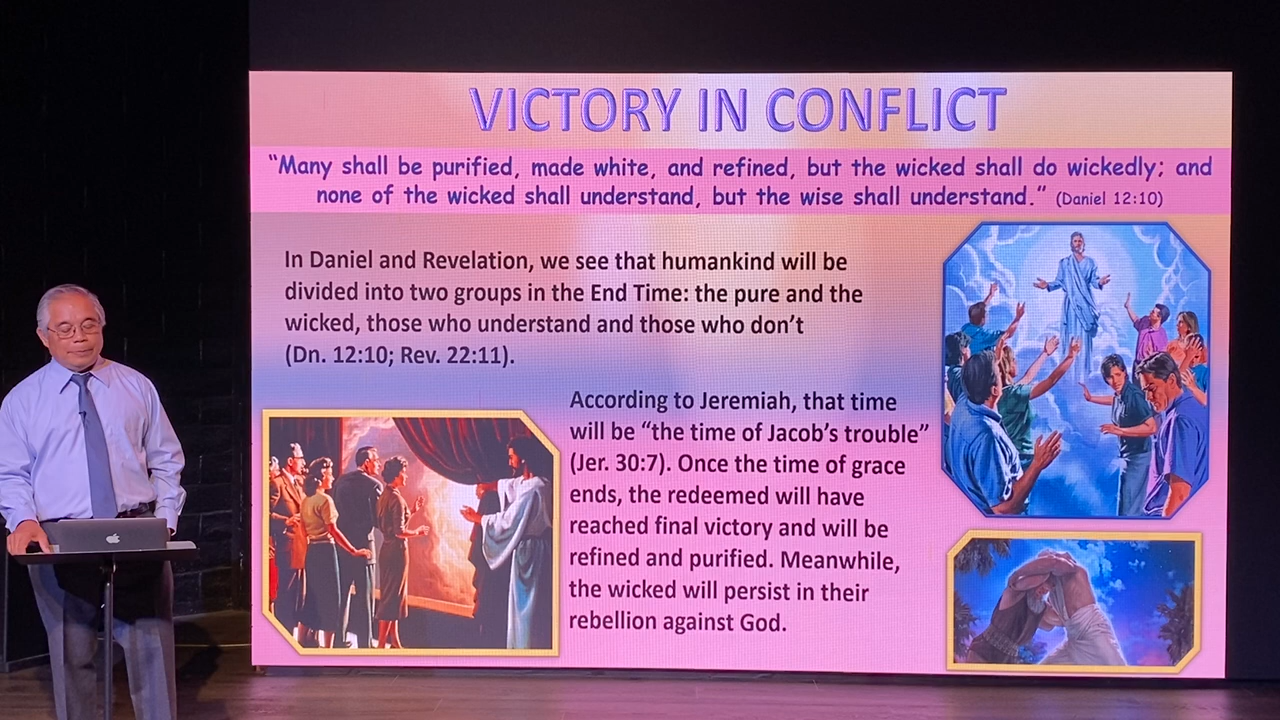 VICTORY IN CONFLICT
“Many shall be purified, made white, and refined, but the wicked shall do wickedly; and
none of the wicked shall understand, but the wise shall understand.” (Daniel 12:10)
In Daniel and Revelation, we see that humankind will be
divided into two groups in the End Time: the pure and the
wicked, those who understand and those who don’t
(Dn. 12:10; Rev. 22:11).
According to Jeremiah, that time
will be “the time of Jacob’s trouble”
(Jer. 30:7). Once the time of grace
ends, the redeemed will have
reached final victory and will be
refined and purified. Meanwhile,
the wicked will persist in their
rebellion against God.